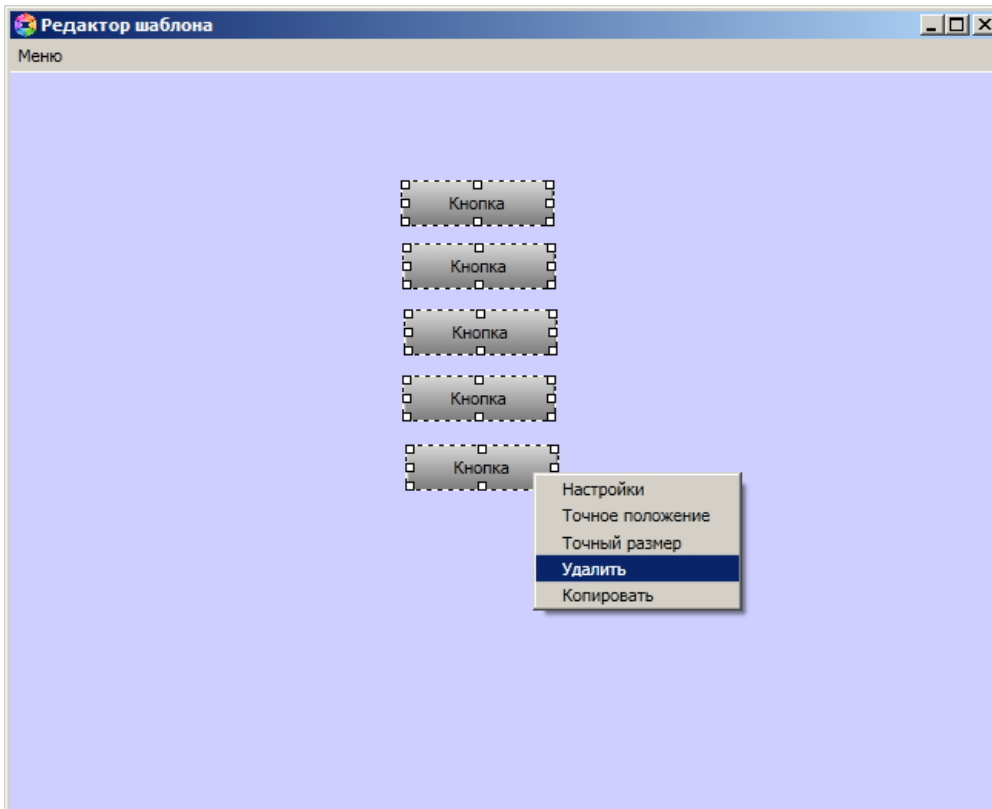 Редактор шаблона
Меню
Кнопка
Кнопка
Кнопка
Кнопка
Кнопка
Настройки
Точное положение
Точный размер
Удалить
Копировать